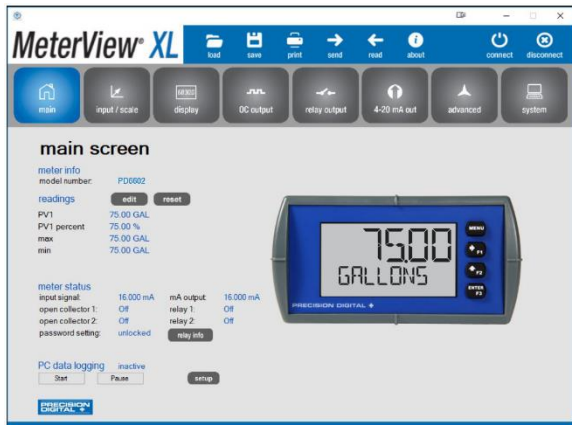 MeterView® XL
load save print send read about connect disconnect
main input / scale display OC output relay output 4-20 mA out advanced system
main screen
meter info
model number: PD6602
readings edit reset
PV1 75.00 GAL
PV1 percent 75.00 %
max 75.00 GAL
min 75.00 GAL
meter status
input signal: 16.000 mA mA output: 16.000 mA
open collector 1: Off relay 1: Off
open collector 2: Off relay 2: Off
password setting: unlocked relay info
PC data logging inactive
Start Pause setup
PRECISION
DIGITAL
75.00
GALLONS
MENU
F1
F2
ENTER
F3
PRECISION DIGITAL